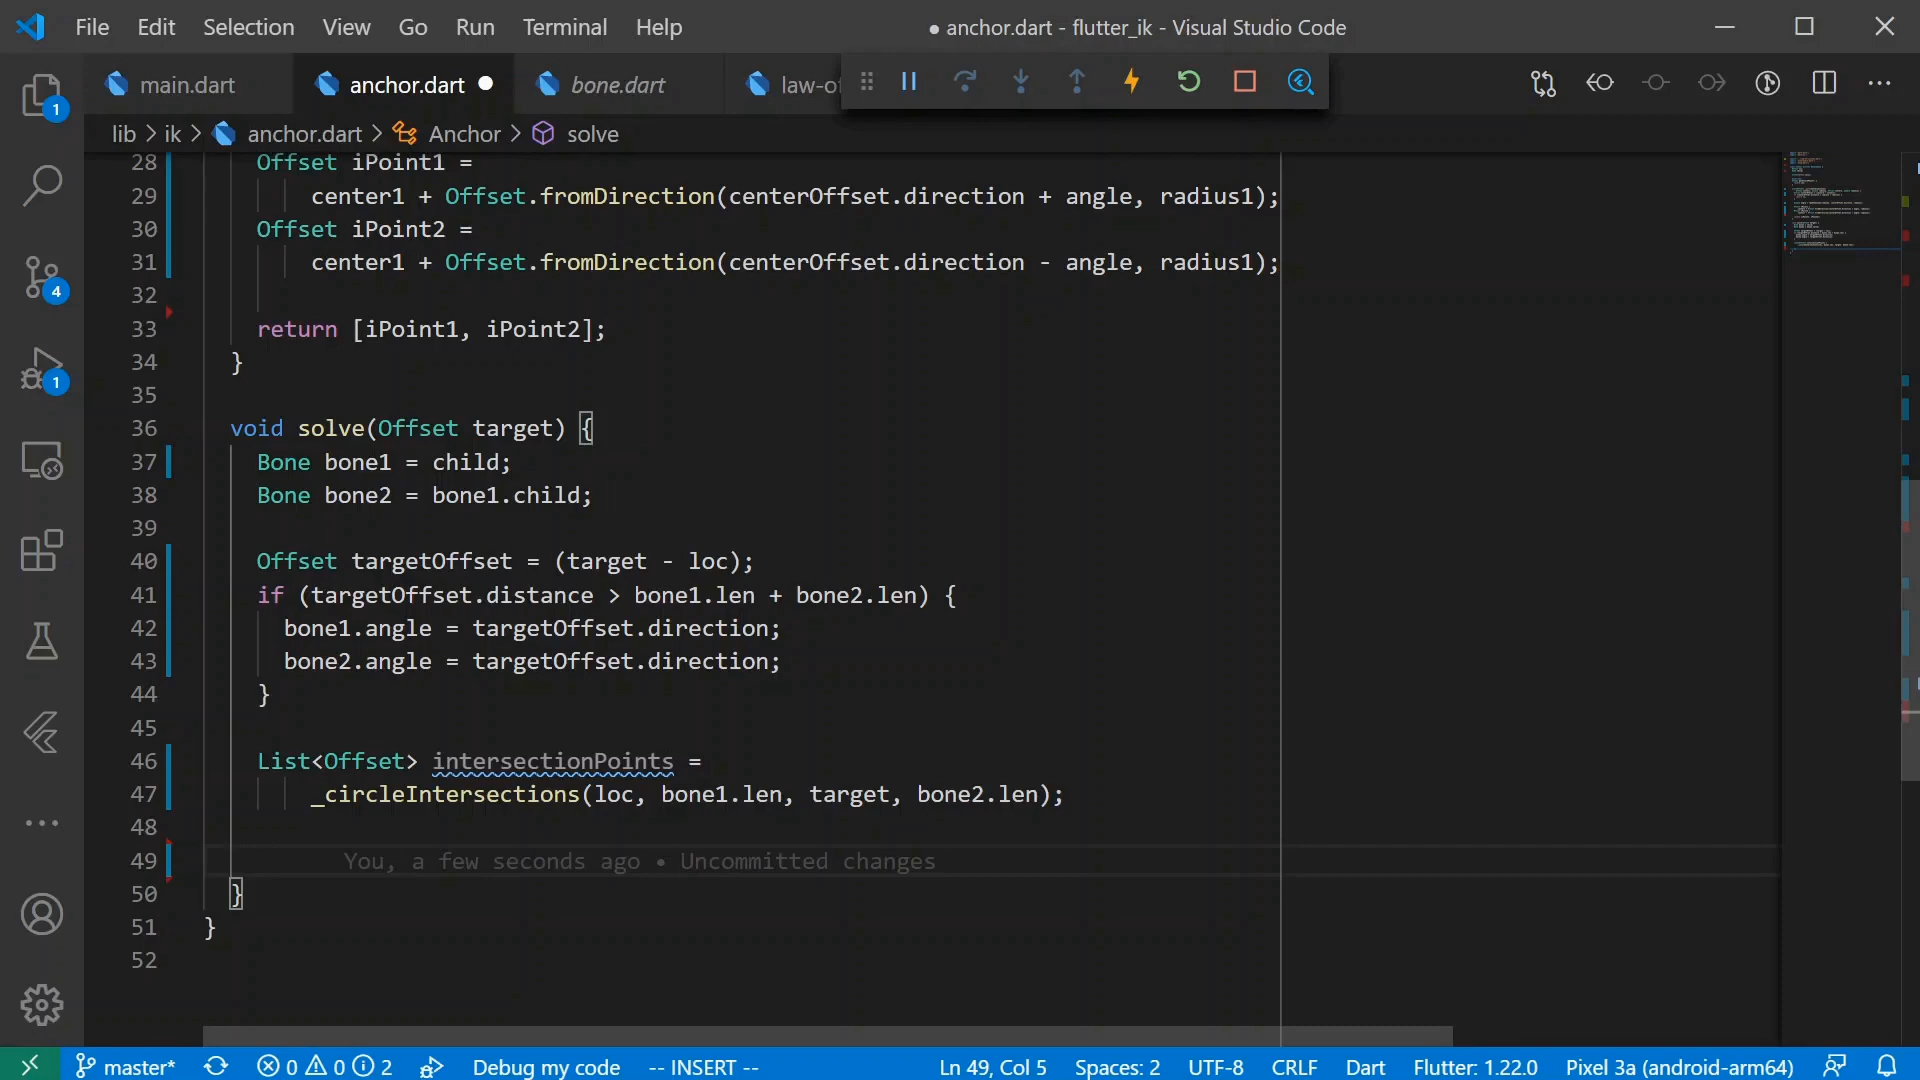 File Edit Selection View Go Run Terminal Help
● anchor.dart - flutter_ik - Visual Studio Code
main.dart
anchor.dart ●
bone.dart
law-of
lib > ik > anchor.dart > Anchor > solve
28 Offset iPoint1 =
29 center1 + Offset.fromDirection(centerOffset.direction + angle, radius1);
30 Offset iPoint2 =
31 center1 + Offset.fromDirection(centerOffset.direction - angle, radius1);
32
33 return [iPoint1, iPoint2];
34 }
35
36 void solve(Offset target) {
37 Bone bone1 = child;
38 Bone bone2 = bone1.child;
39
40 Offset targetOffset = (target - loc);
41 if (targetOffset.distance > bone1.len + bone2.len) {
42 bone1.angle = targetOffset.direction;
43 bone2.angle = targetOffset.direction;
44 }
45
46 List<Offset> intersectionPoints =
47 _circleIntersections(loc, bone1.len, target, bone2.len);
48
49 You, a few seconds ago • Uncommitted changes
50 }
51 }
52
1
4
1
master* 0 0 2 Debug my code -- INSERT -- Ln 49, Col 5 Spaces: 2 UTF-8 CRLF Dart Flutter: 1.22.0 Pixel 3a (android-arm64)